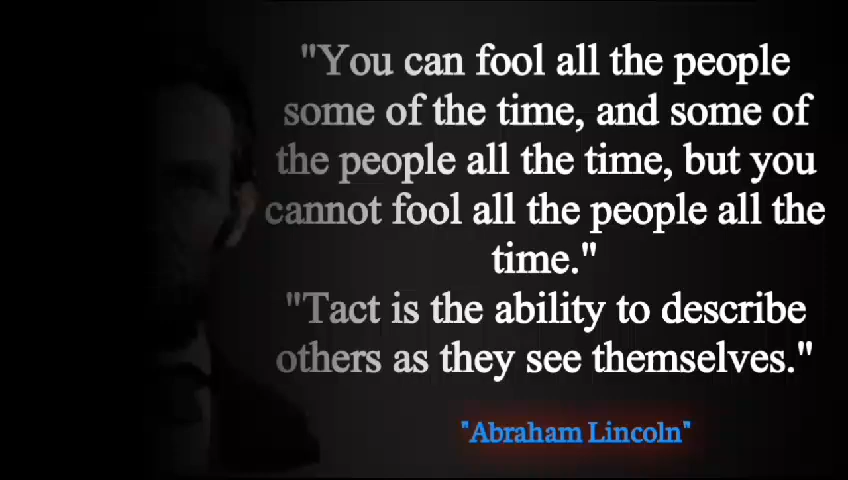 "You can fool all the people
some of the time, and some of
the people all the time, but you
cannot fool all the people all the
time."
"Tact is the ability to describe
others as they see themselves."
"Abraham Lincoln"